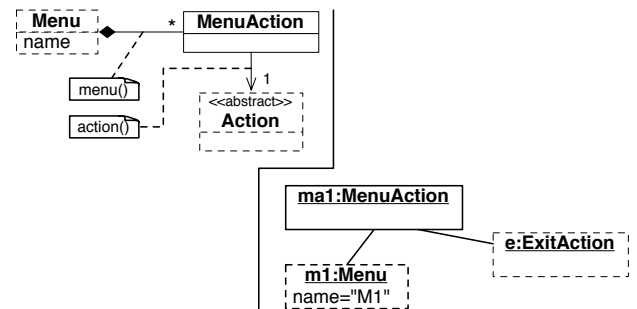 Menu
name
*
MenuAction
menu()
1
action()
<<abstract>>
Action
ma1:MenuAction
e:ExitAction
m1:Menu
name="M1"